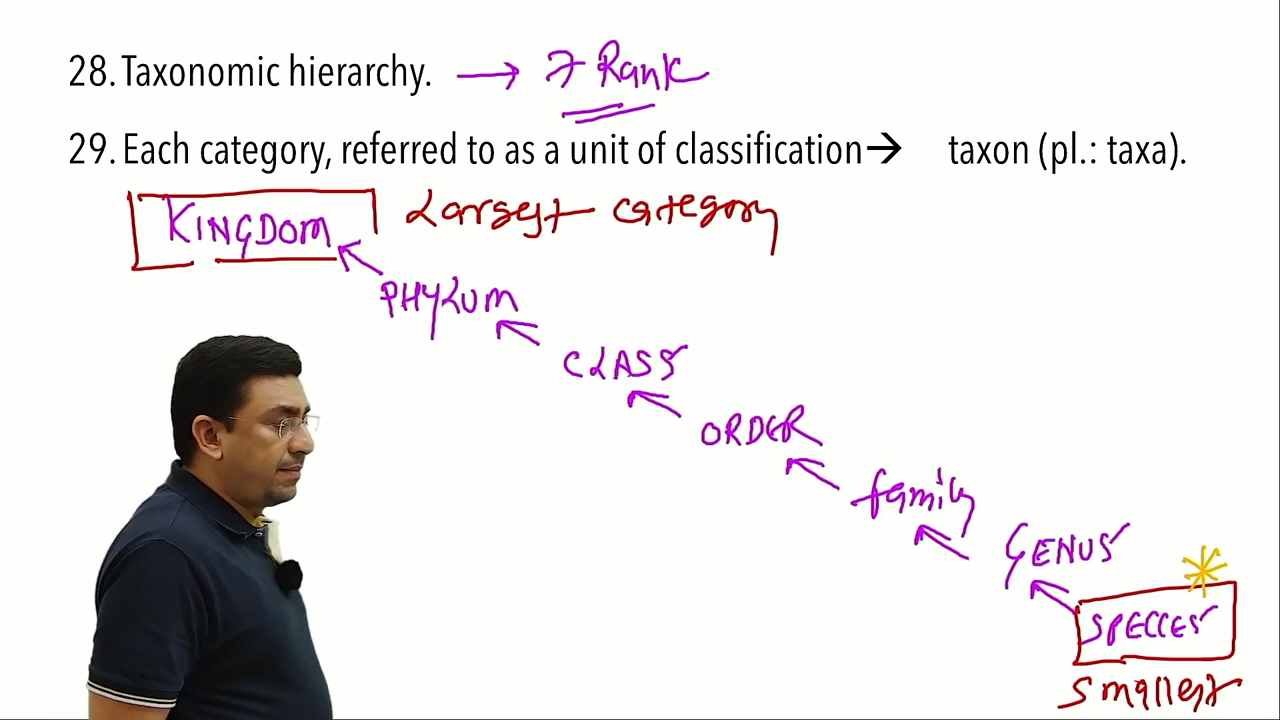 28. Taxonomic hierarchy. → 7 Rank
29. Each category, referred to as a unit of classification→ taxon (pl.: taxa).
KINGDOM Largest category
PHYLUM
CLASS
ORDER
family
GENUS
SPECIES
Smallest